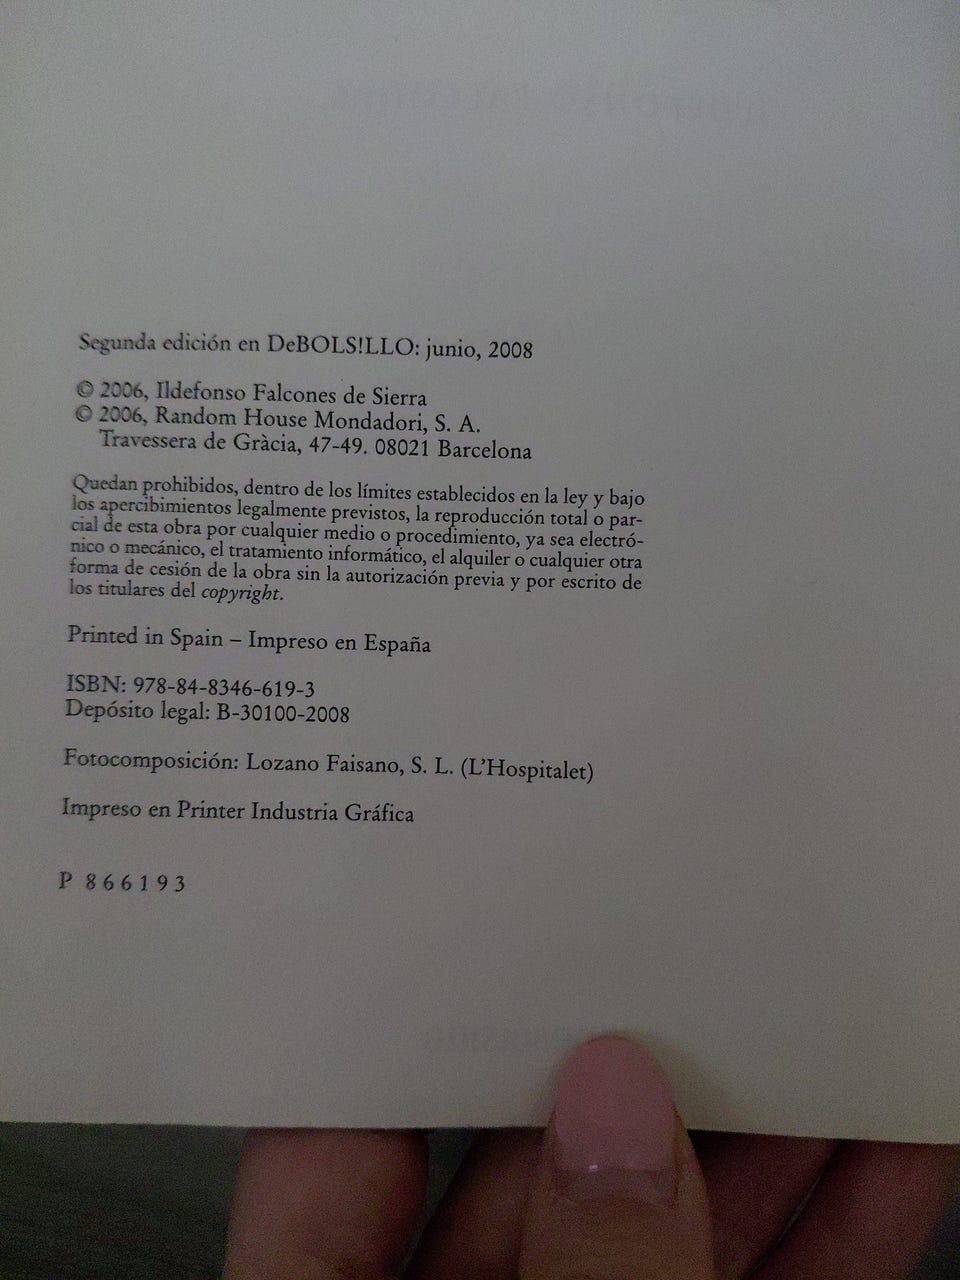 Segunda edición en DeBOLS!LLO: junio, 2008
© 2006, Ildefonso Falcones de Sierra
© 2006, Random House Mondadori, S. A.
Travessera de Gràcia, 47-49. 08021 Barcelona
Quedan prohibidos, dentro de los límites establecidos en la ley y bajo
los apercibimientos legalmente previstos, la reproducción total o par-
cial de esta obra por cualquier medio o procedimiento, ya sea electró-
nico o mecánico, el tratamiento informático, el alquiler o cualquier otra
forma de cesión de la obra sin la autorización previa y por escrito de
los titulares del copyright.
Printed in Spain – Impreso en España
ISBN: 978-84-8346-619-3
Depósito legal: B-30100-2008
Fotocomposición: Lozano Faisano, S. L. (L'Hospitalet)
Impreso en Printer Industria Gráfica
P 866193